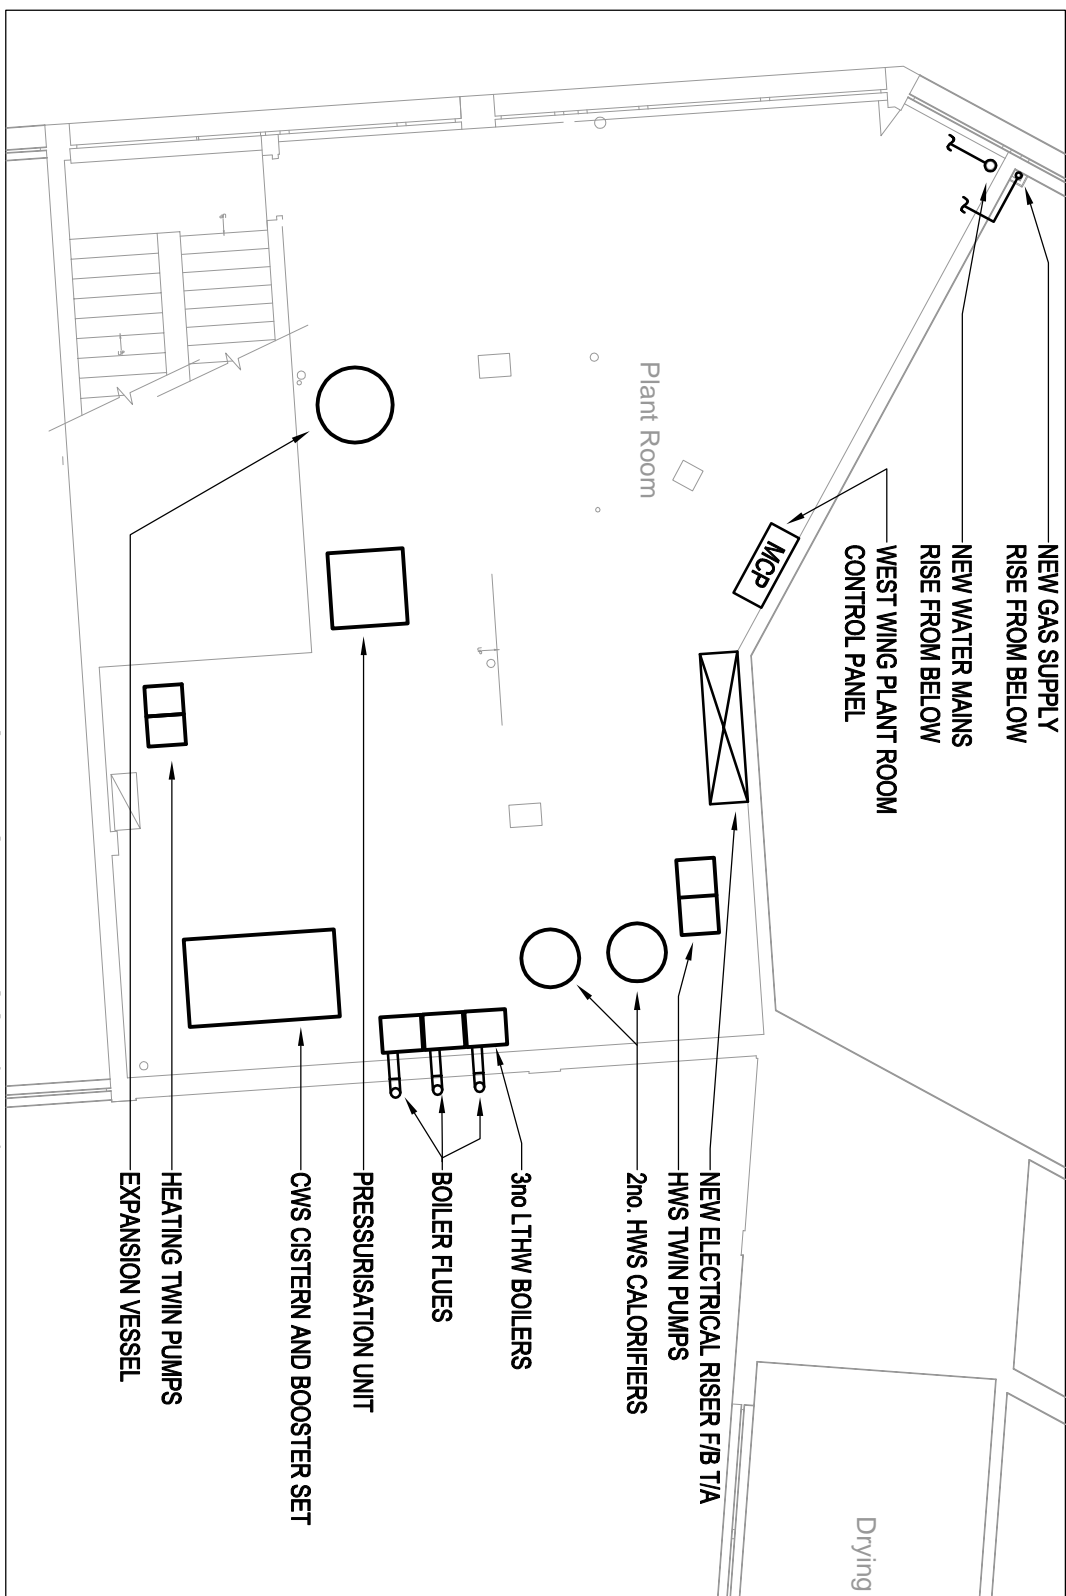 NEW GAS SUPPLY
RISE FROM BELOW
NEW WATER MAINS
RISE FROM BELOW
WEST WING PLANT ROOM
CONTROL PANEL
MCP
Plant Room
Drying
NEW ELECTRICAL RISER F/B T/A
HWS TWIN PUMPS
2no. HWS CALORIFIERS
3no LTHW BOILERS
BOILER FLUES
PRESSURISATION UNIT
CWS CISTERN AND BOOSTER SET
HEATING TWIN PUMPS
EXPANSION VESSEL